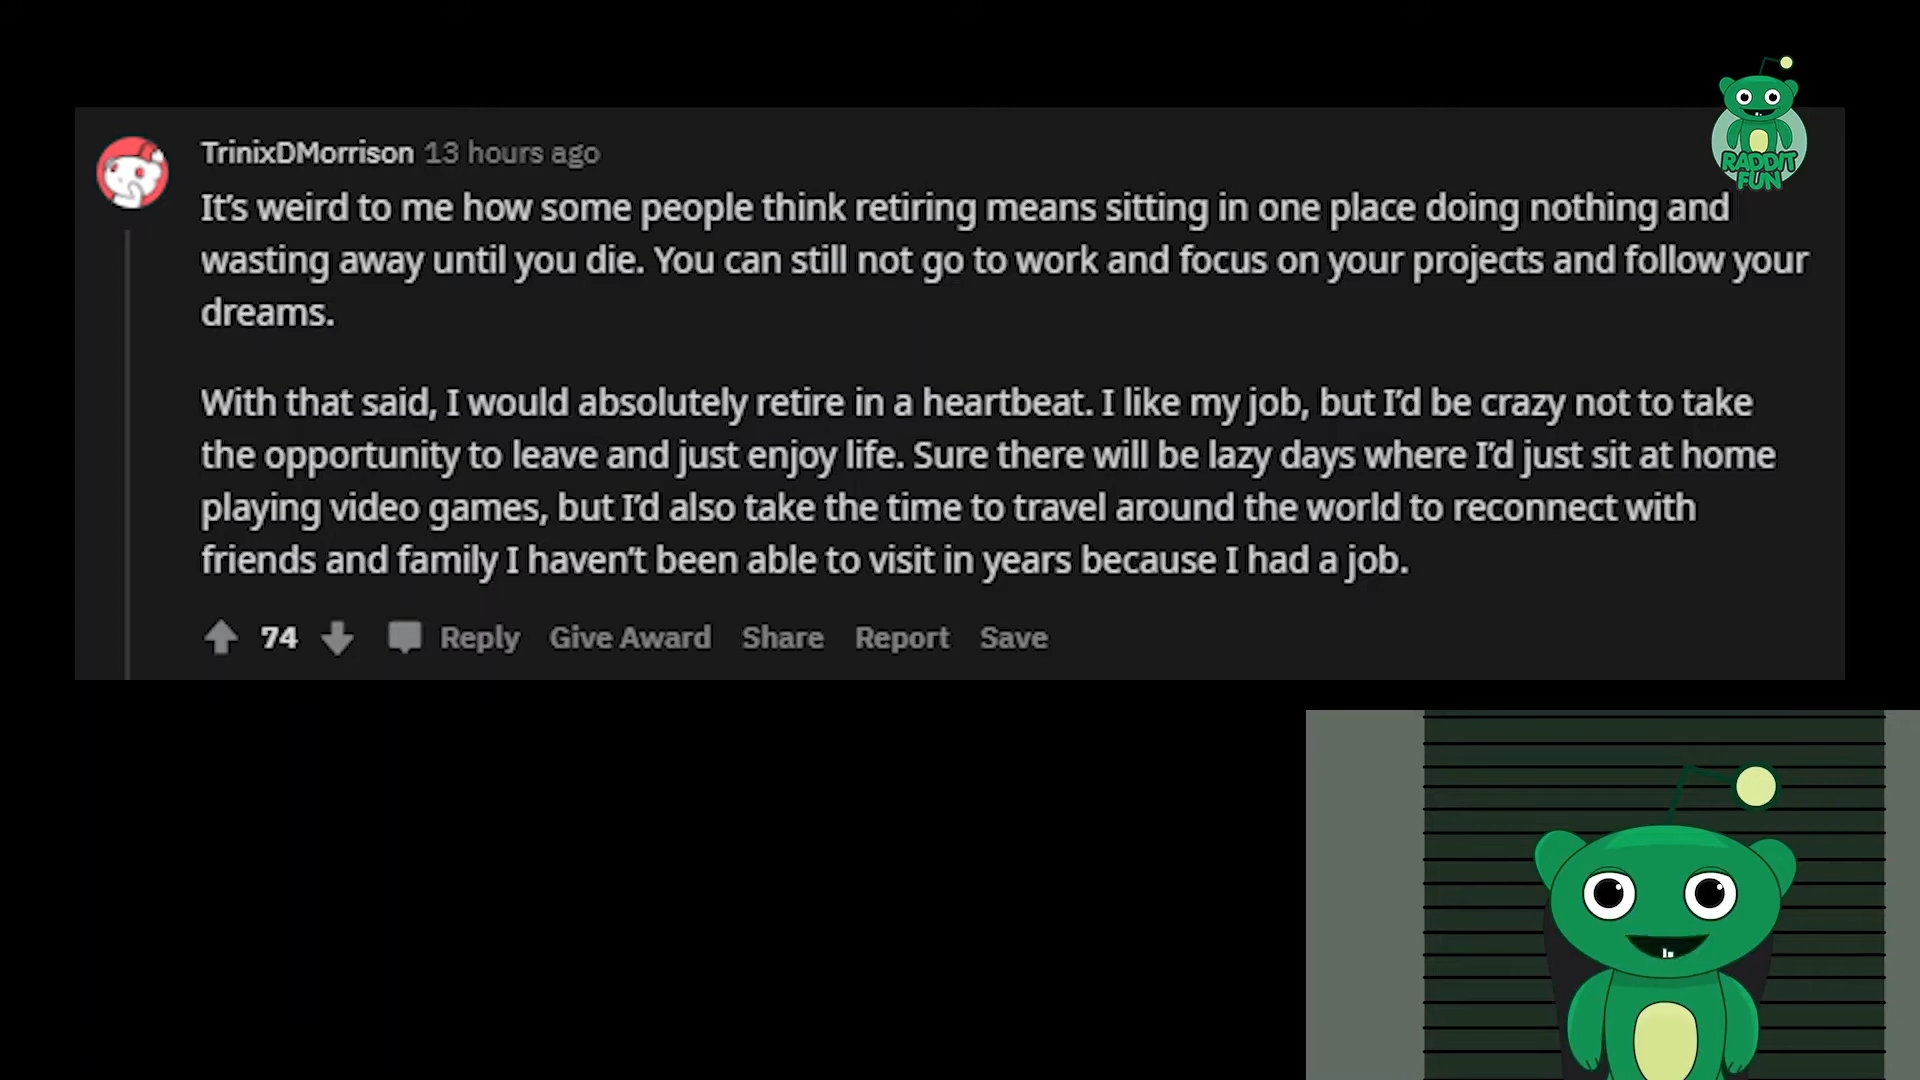 RADDIT
FUN
TrinixDMorrison 13 hours ago
It's weird to me how some people think retiring means sitting in one place doing nothing and
wasting away until you die. You can still not go to work and focus on your projects and follow your
dreams.
With that said, I would absolutely retire in a heartbeat. I like my job, but I'd be crazy not to take
the opportunity to leave and just enjoy life. Sure there will be lazy days where I'd just sit at home
playing video games, but I'd also take the time to travel around the world to reconnect with
friends and family I haven't been able to visit in years because I had a job.
74 Reply Give Award Share Report Save